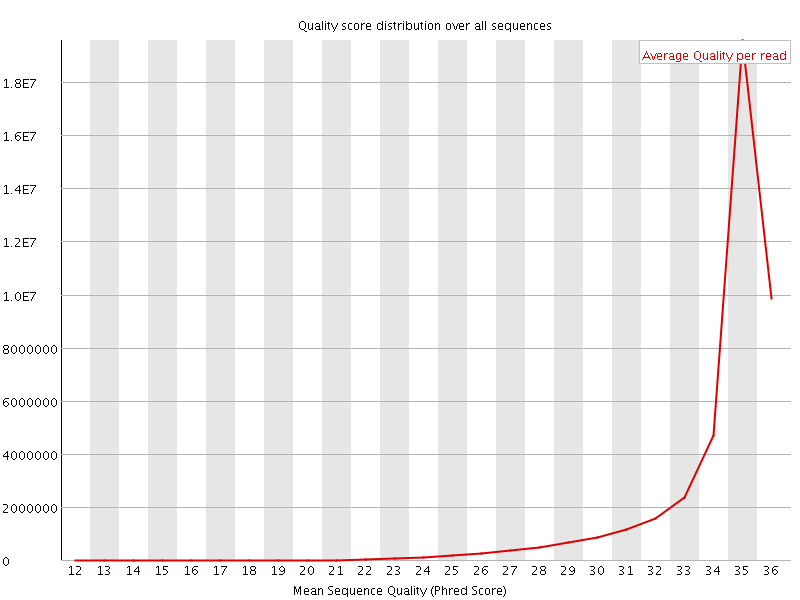 Quality score distribution over all sequences
Average Quality per read
1.8E7
1.6E7
1.4E7
1.2E7
1.0E7
8000000
6000000
4000000
2000000
0
12 13 14 15 16 17 18 19 20 21 22 23 24 25 26 27 28 29 30 31 32 33 34 35 36
Mean Sequence Quality (Phred Score)